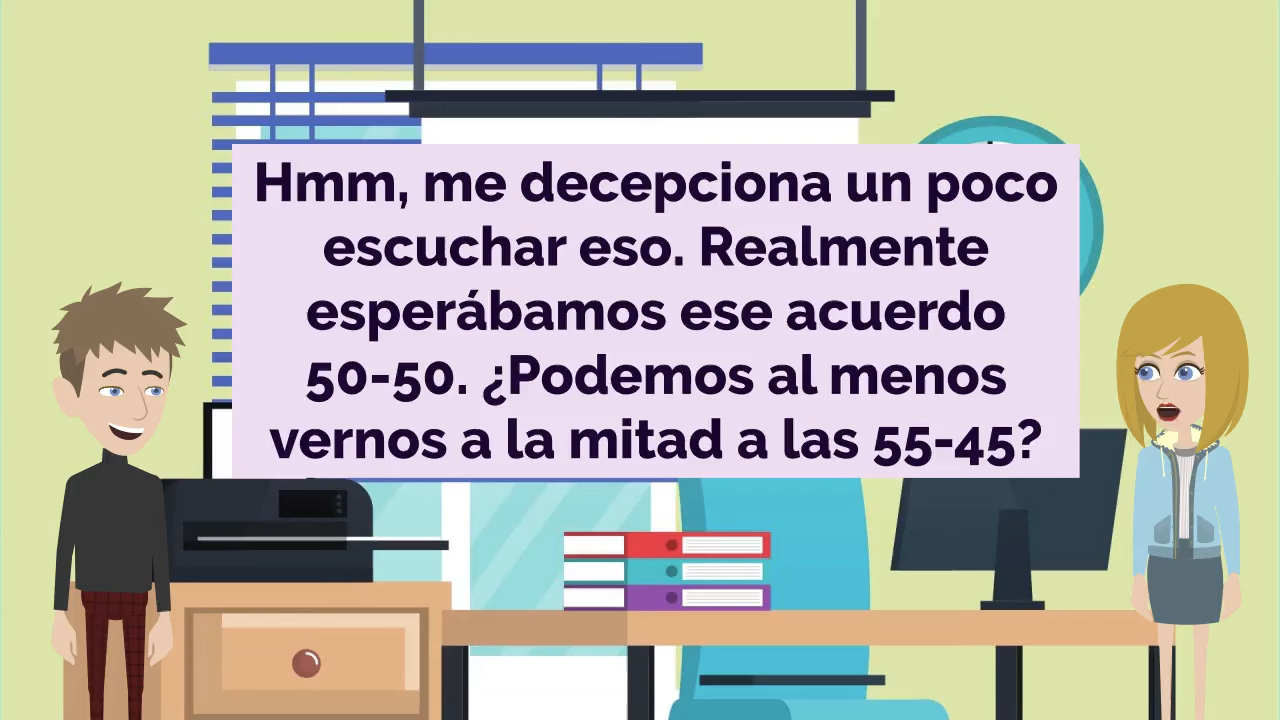 Hmm, me decepciona un poco
escuchar eso. Realmente
esperábamos ese acuerdo
50-50. ¿Podemos al menos
vernos a la mitad a las 55-45?